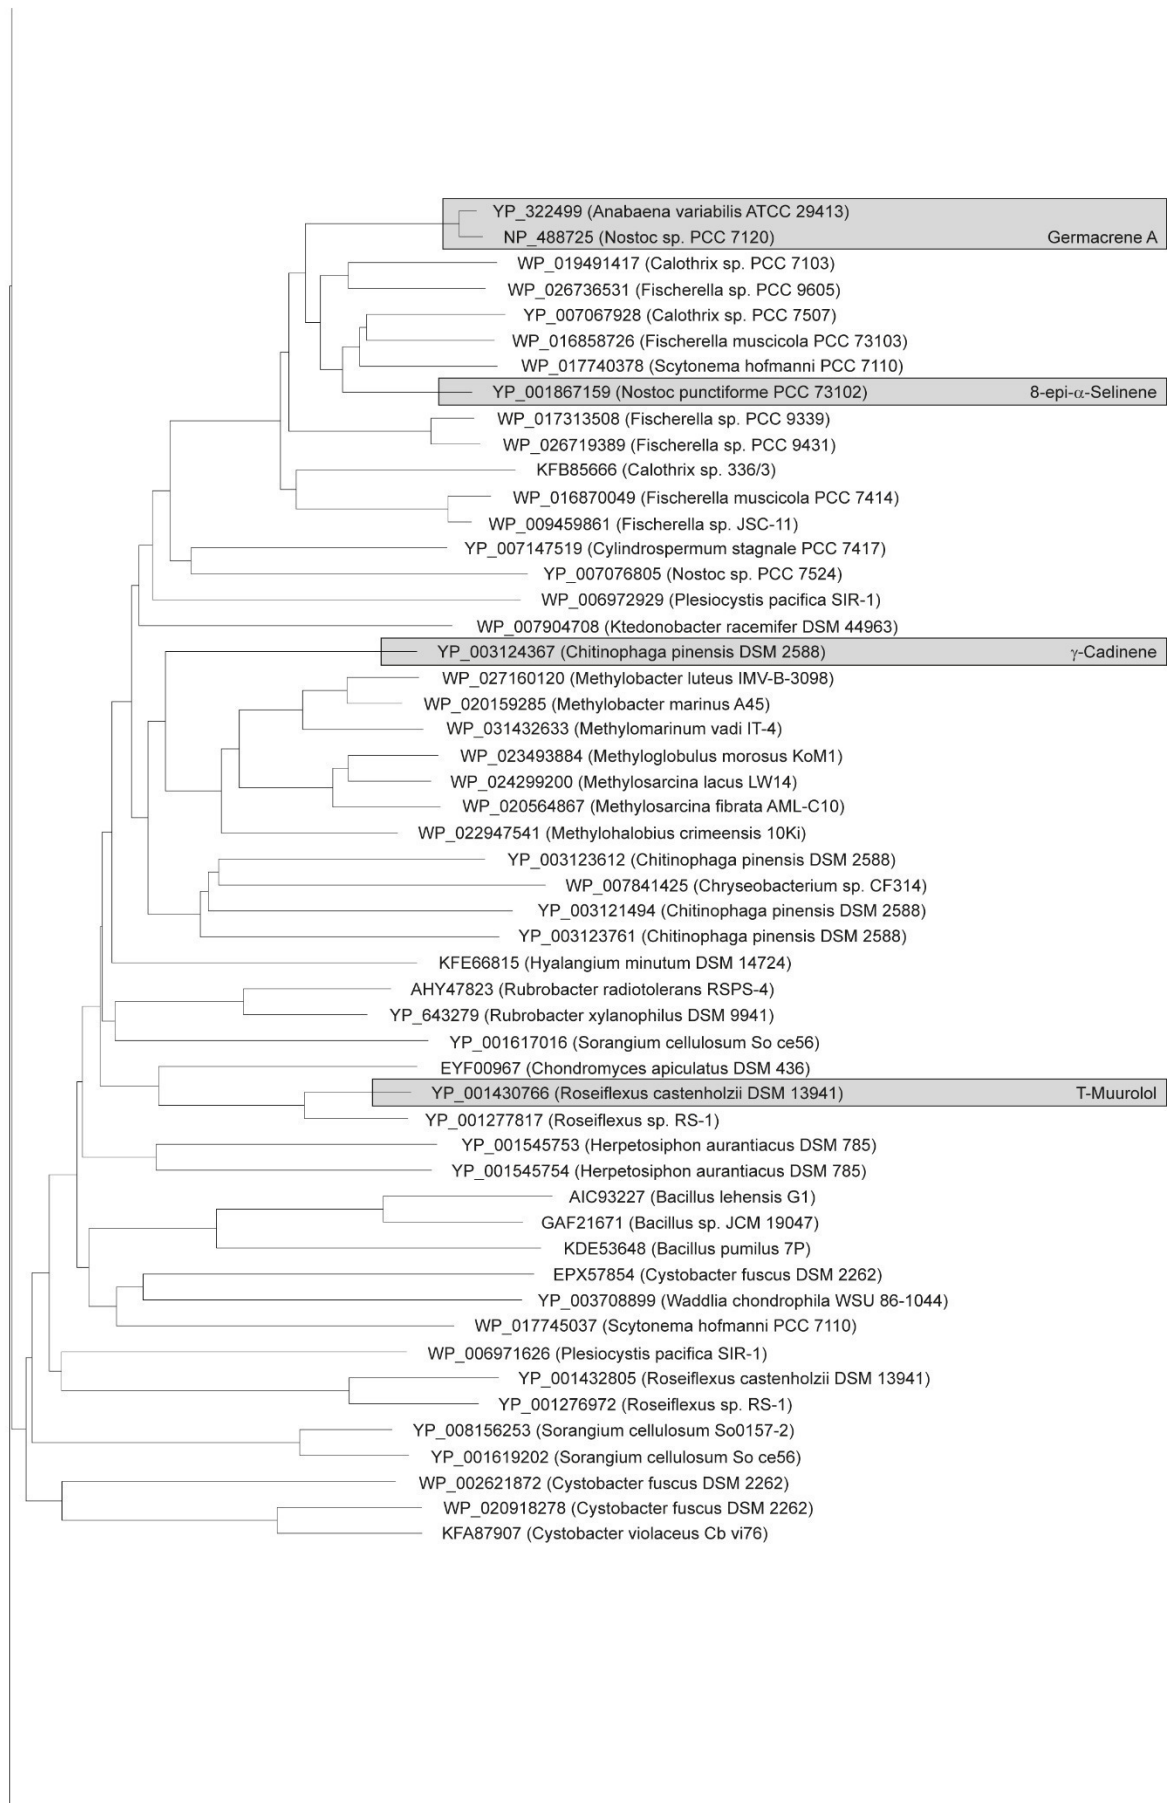 YP_322499 (Anabaena variabilis ATCC 29413)
NP_488725 (Nostoc sp. PCC 7120) Germacrene A
WP_019491417 (Calothrix sp. PCC 7103)
WP_026736531 (Fischerella sp. PCC 9605)
YP_007067928 (Calothrix sp. PCC 7507)
WP_016858726 (Fischerella muscicola PCC 73103)
WP_017740378 (Scytonema hofmanni PCC 7110)
YP_001867159 (Nostoc punctiforme PCC 73102) 8-epi-α-Selinene
WP_017313508 (Fischerella sp. PCC 9339)
WP_026719389 (Fischerella sp. PCC 9431)
KFB85666 (Calothrix sp. 336/3)
WP_016870049 (Fischerella muscicola PCC 7414)
WP_009459861 (Fischerella sp. JSC-11)
YP_007147519 (Cylindrospermum stagnale PCC 7417)
YP_007076805 (Nostoc sp. PCC 7524)
WP_006972929 (Plesiocystis pacifica SIR-1)
WP_007904708 (Ktedonobacter racemifer DSM 44963)
YP_003124367 (Chitinophaga pinensis DSM 2588) γ-Cadinene
WP_027160120 (Methylobacter luteus IMV-B-3098)
WP_020159285 (Methylobacter marinus A45)
WP_031432633 (Methylomarinum vadi IT-4)
WP_023493884 (Methyloglobulus morosus KoM1)
WP_024299200 (Methylosarcina lacus LW14)
WP_020564867 (Methylosarcina fibrata AML-C10)
WP_022947541 (Methylohalobius crimeensis 10Ki)
YP_003123612 (Chitinophaga pinensis DSM 2588)
WP_007841425 (Chryseobacterium sp. CF314)
YP_003121494 (Chitinophaga pinensis DSM 2588)
YP_003123761 (Chitinophaga pinensis DSM 2588)
KFE66815 (Hyalangium minutum DSM 14724)
AHY47823 (Rubrobacter radiotolerans RSPS-4)
YP_643279 (Rubrobacter xylanophilus DSM 9941)
YP_001617016 (Sorangium cellulosum So ce56)
EYF00967 (Chondromyces apiculatus DSM 436)
YP_001430766 (Roseiflexus castenholzii DSM 13941) T-Muurolol
YP_001277817 (Roseiflexus sp. RS-1)
YP_001545753 (Herpetosiphon aurantiacus DSM 785)
YP_001545754 (Herpetosiphon aurantiacus DSM 785)
AIC93227 (Bacillus lehensis G1)
GAF21671 (Bacillus sp. JCM 19047)
KDE53648 (Bacillus pumilus 7P)
EPX57854 (Cystobacter fuscus DSM 2262)
YP_003708899 (Waddlia chondrophila WSU 86-1044)
WP_017745037 (Scytonema hofmanni PCC 7110)
WP_006971626 (Plesiocystis pacifica SIR-1)
YP_001432805 (Roseiflexus castenholzii DSM 13941)
YP_001276972 (Roseiflexus sp. RS-1)
YP_008156253 (Sorangium cellulosum So0157-2)
YP_001619202 (Sorangium cellulosum So ce56)
WP_002621872 (Cystobacter fuscus DSM 2262)
WP_020918278 (Cystobacter fuscus DSM 2262)
KFA87907 (Cystobacter violaceus Cb vi76)